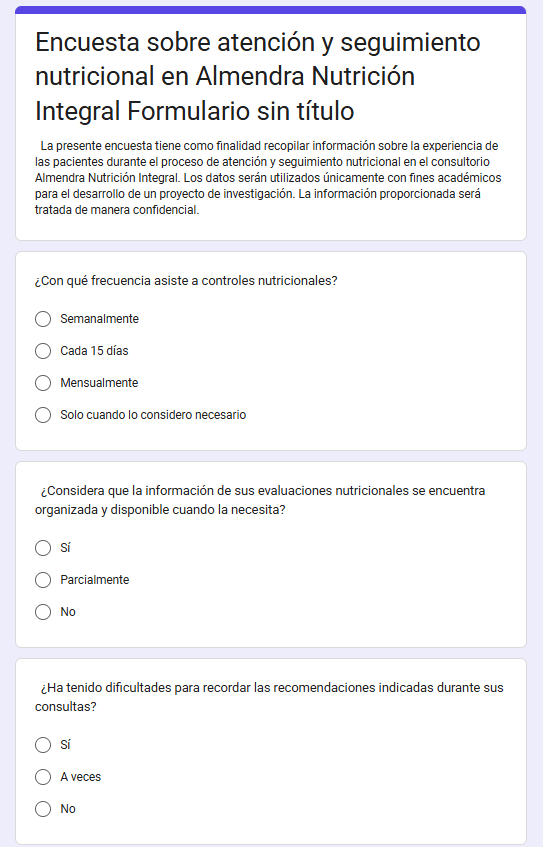 Encuesta sobre atención y seguimiento
nutricional en Almendra Nutrición
Integral Formulario sin título
La presente encuesta tiene como finalidad recopilar información sobre la experiencia de
las pacientes durante el proceso de atención y seguimiento nutricional en el consultorio
Almendra Nutrición Integral. Los datos serán utilizados únicamente con fines académicos
para el desarrollo de un proyecto de investigación. La información proporcionada será
tratada de manera confidencial.
¿Con qué frecuencia asiste a controles nutricionales?
Semanalmente
Cada 15 días
Mensualmente
Solo cuando lo considero necesario
¿Considera que la información de sus evaluaciones nutricionales se encuentra
organizada y disponible cuando la necesita?
Sí
Parcialmente
No
¿Ha tenido dificultades para recordar las recomendaciones indicadas durante sus
consultas?
Sí
A veces
No